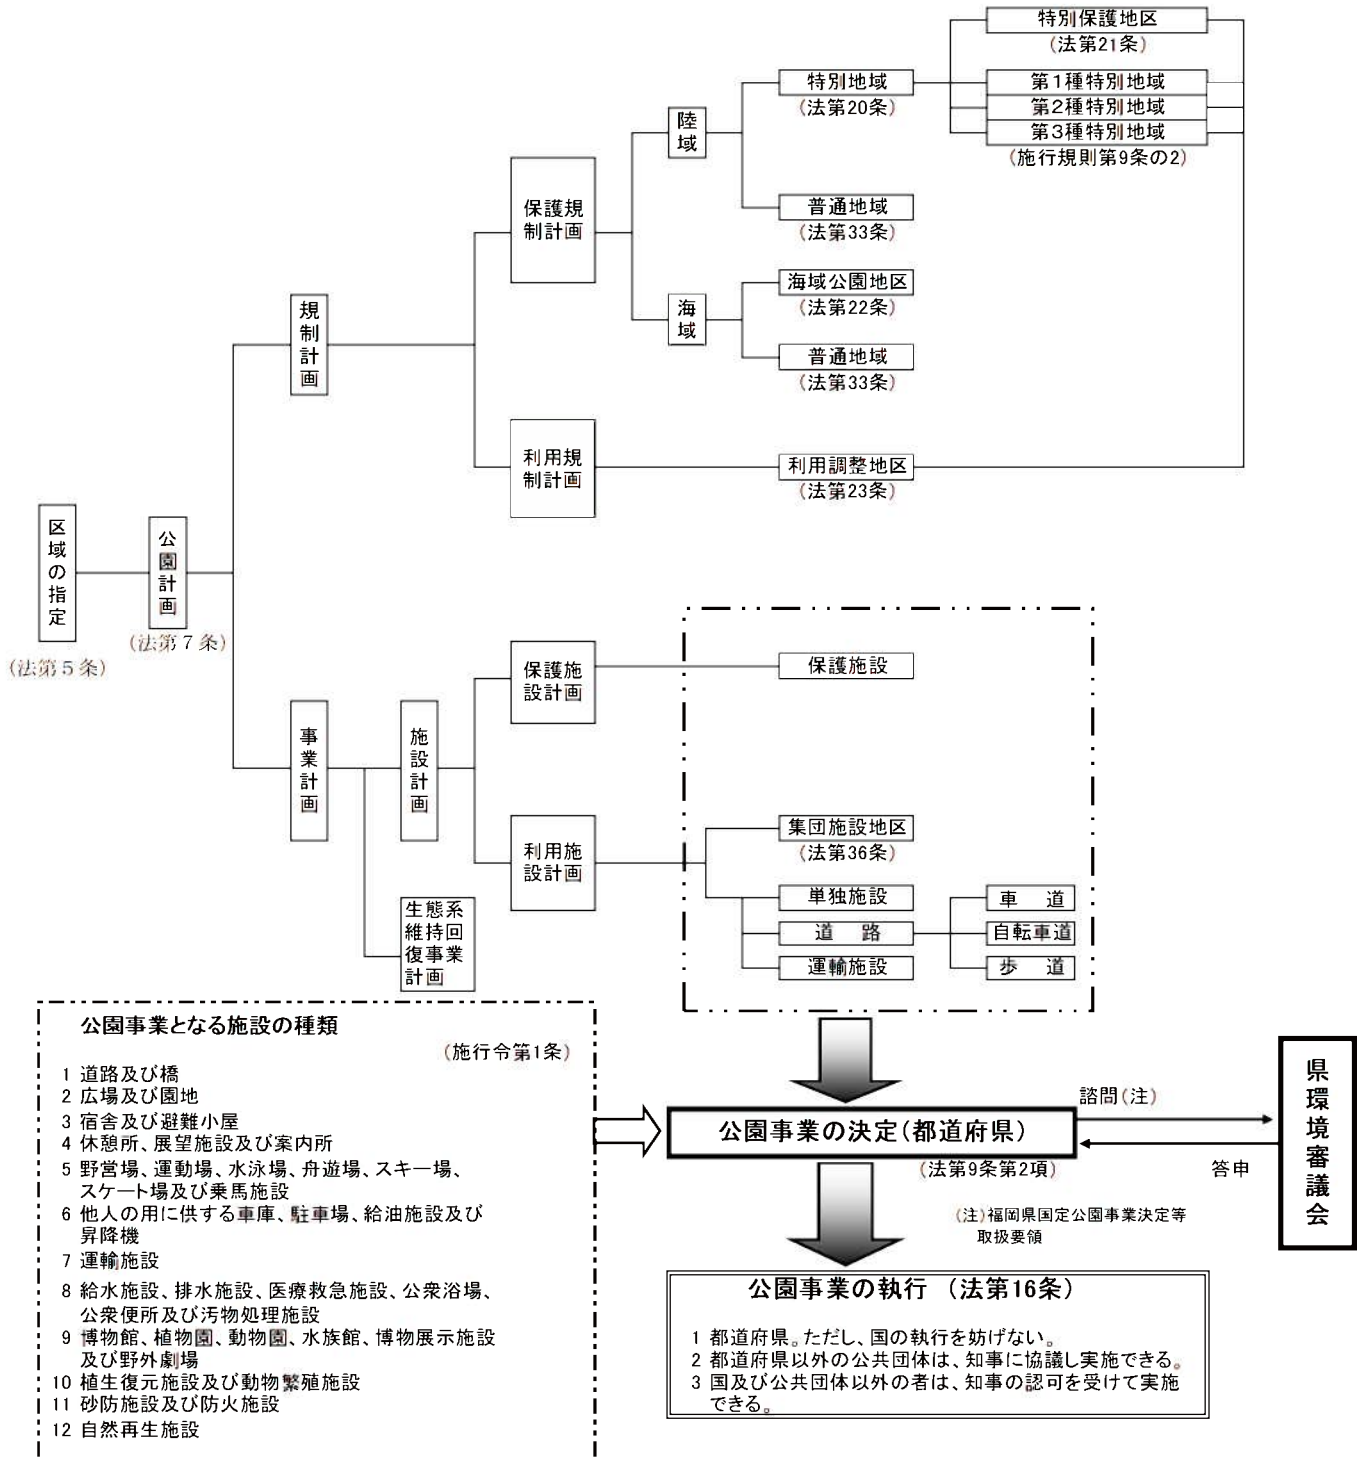 特別保護地区
(法第21条)
特別地域
(法第20条)
第1種特別地域
第2種特別地域
第3種特別地域
(施行規則第9条の2)
陸域
保護規
制計画
普通地域
(法第33条)
海域公園地区
(法第22条)
海域
普通地域
(法第33条)
規制計画
利用規
制計画
利用調整地区
(法第23条)
区域の指定
(法第5条)
公園計画
(法第7条)
保護施
設計画
保護施設
事業計画
施設計画
利用施
設計画
集団施設地区
(法第36条)
単独施設
道 路
運輸施設
車 道
自転車道
歩 道
生態系
維持回
復事業
計画
公園事業となる施設の種類
(施行令第1条)
1 道路及び橋
2 広場及び園地
3 宿舎及び避難小屋
4 休憩所、展望施設及び案内所
5 野営場、運動場、水泳場、舟遊場、スキー場、
スケート場及び乗馬施設
6 他人の用に供する車庫、駐車場、給油施設及び
昇降機
7 運輸施設
8 給水施設、排水施設、医療救急施設、公衆浴場、
公衆便所及び汚物処理施設
9 博物館、植物園、動物園、水族館、博物展示施設
及び野外劇場
10 植生復元施設及び動物繁殖施設
11 砂防施設及び防火施設
12 自然再生施設
公園事業の決定(都道府県)
(法第9条第2項)
諮問(注)
答申
県環境審議会
(注)福岡県国定公園事業決定等
取扱要領
公園事業の執行 (法第16条)
1 都道府県。ただし、国の執行を妨げない。
2 都道府県以外の公共団体は、知事に協議し実施できる。
3 国及び公共団体以外の者は、知事の認可を受けて実施
できる。